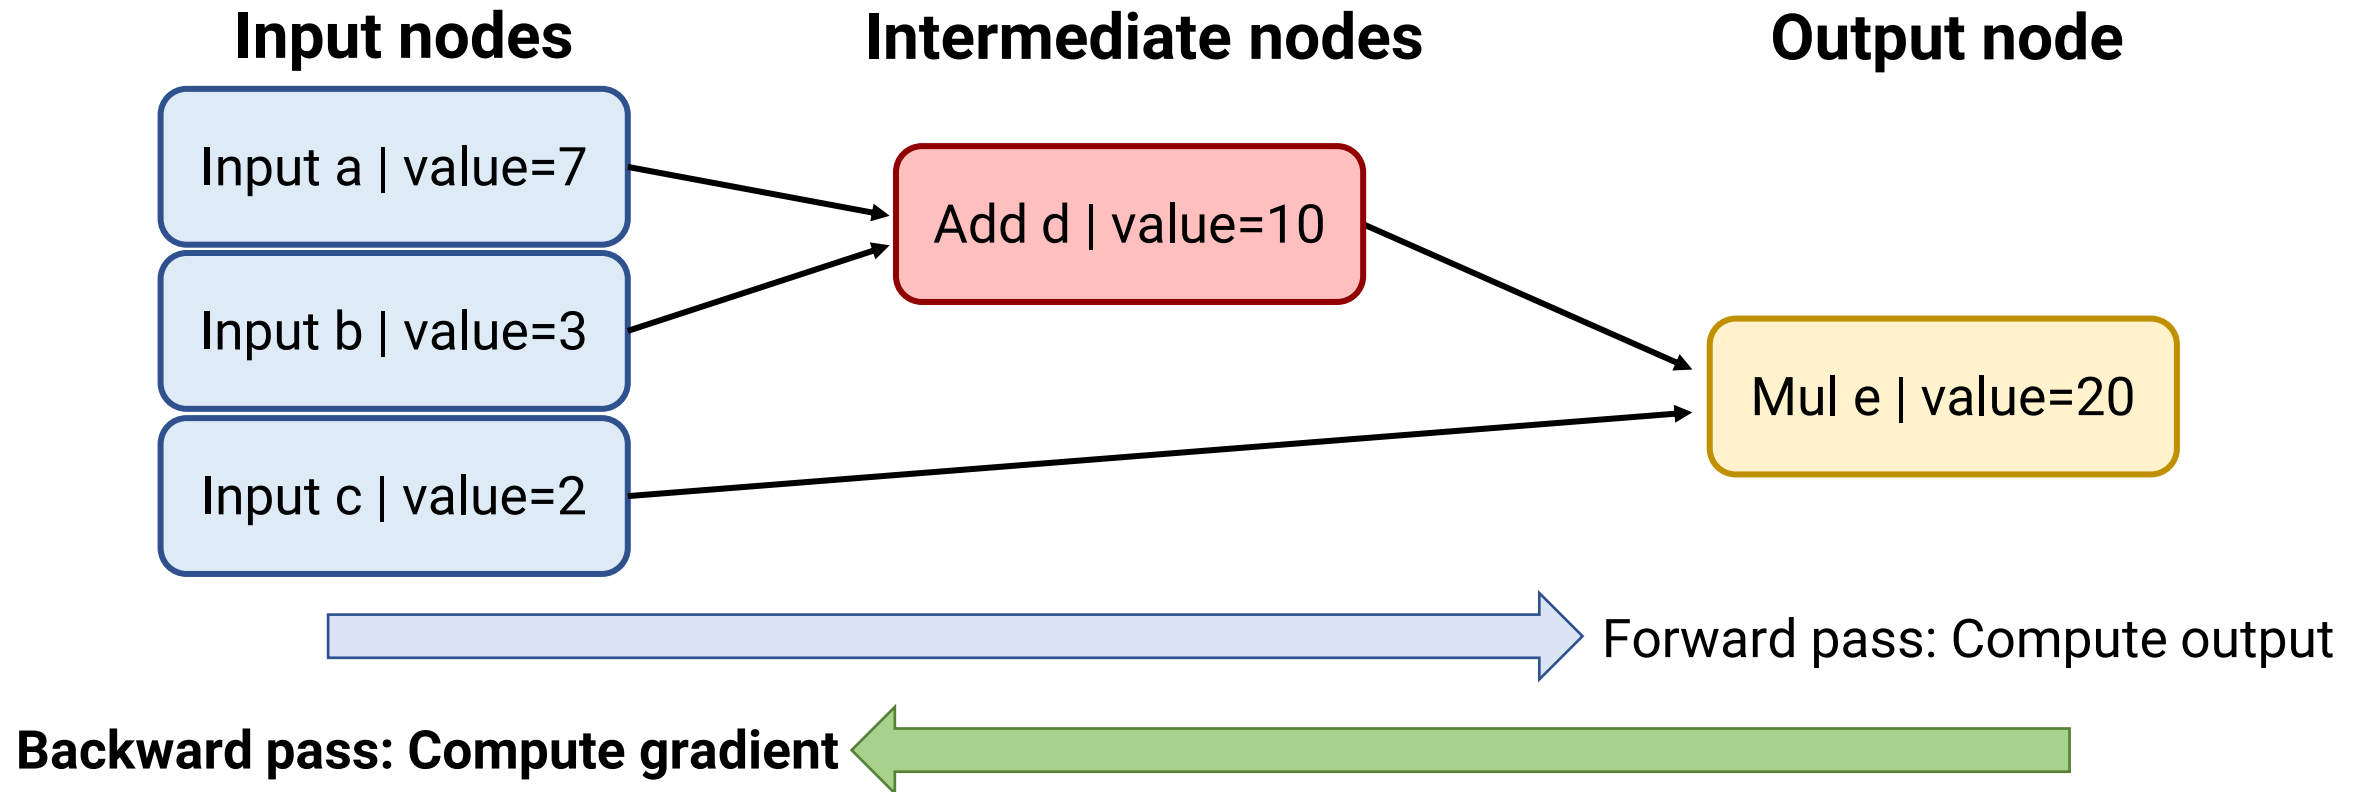 Input nodes
Intermediate nodes
Output node
Input a | value=7
Add d | value=10
Input b | value=3
Mul e | value=20
Input c | value=2
Forward pass: Compute output
Backward pass: Compute gradient